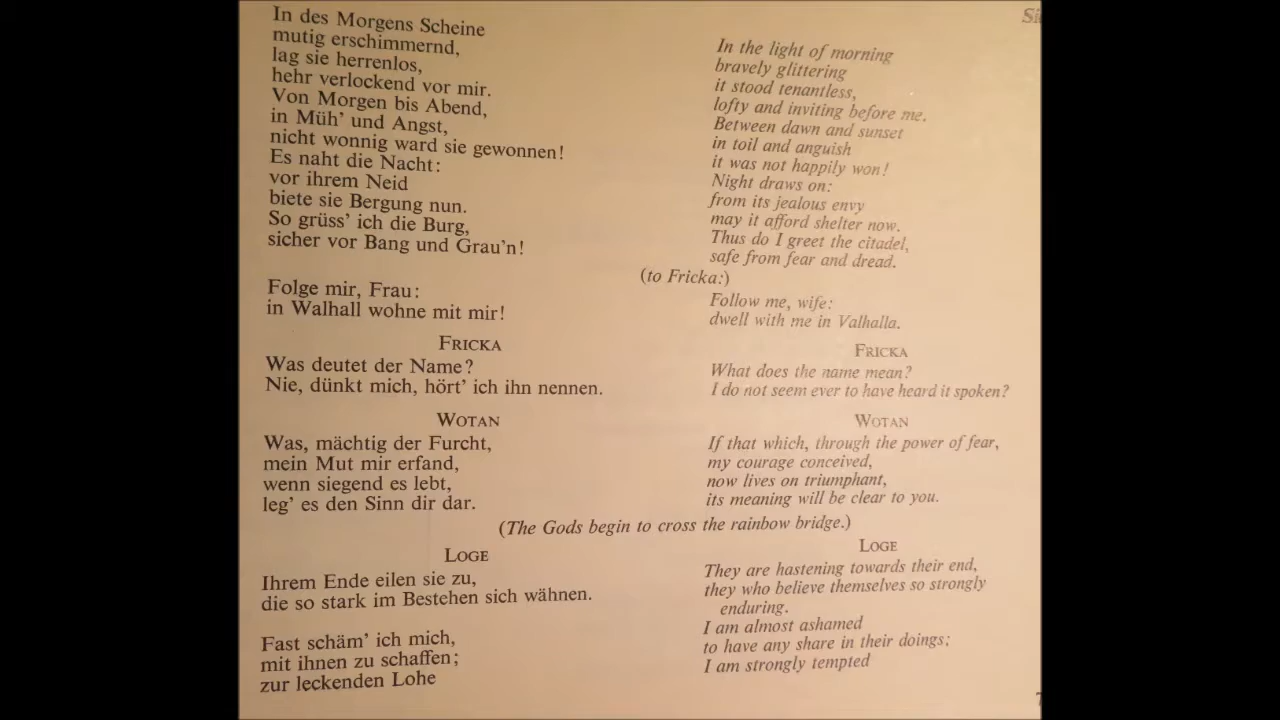 In des Morgens Scheine
mutig erschimmernd,
lag sie herrenlos,
hehr verlockend vor mir.
Von Morgen bis Abend,
in Müh' und Angst,
nicht wonnig ward sie gewonnen!
Es naht die Nacht:
vor ihrem Neid
biete sie Bergung nun.
So grüss' ich die Burg,
sicher vor Bang und Grau'n!
In the light of morning
bravely glittering
it stood tenantless,
lofty and inviting before me.
Between dawn and sunset
in toil and anguish
it was not happily won!
Night draws on:
from its jealous envy
may it afford shelter now.
Thus do I greet the citadel,
safe from fear and dread.
(to Fricka:)
Folge mir, Frau:
in Walhall wohne mit mir!
Follow me, wife:
dwell with me in Valhalla.
FRICKA
Was deutet der Name?
Nie, dünkt mich, hört' ich ihn nennen.
FRICKA
What does the name mean?
I do not seem ever to have heard it spoken?
WOTAN
Was, mächtig der Furcht,
mein Mut mir erfand,
wenn siegend es lebt,
leg' es den Sinn dir dar.
WOTAN
If that which, through the power of fear,
my courage conceived,
now lives on triumphant,
its meaning will be clear to you.
(The Gods begin to cross the rainbow bridge.)
LOGE
Ihrem Ende eilen sie zu,
die so stark im Bestehen sich wähnen.
Fast schäm' ich mich,
mit ihnen zu schaffen;
zur leckenden Lohe
LOGE
They are hastening towards their end,
they who believe themselves so strongly
enduring.
I am almost ashamed
to have any share in their doings;
I am strongly tempted